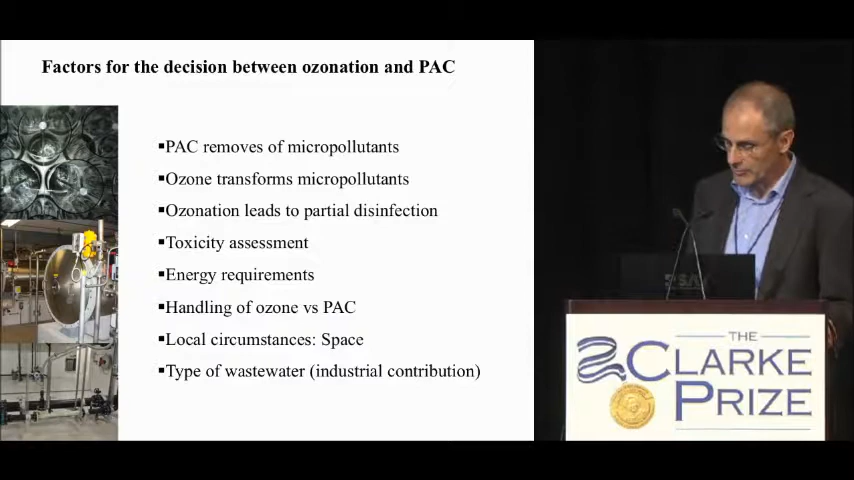 Factors for the decision between ozonation and PAC
▪PAC removes of micropollutants
▪Ozone transforms micropollutants
▪Ozonation leads to partial disinfection
▪Toxicity assessment
▪Energy requirements
▪Handling of ozone vs PAC
▪Local circumstances: Space
▪Type of wastewater (industrial contribution)
THE
CLARKE
PRIZE